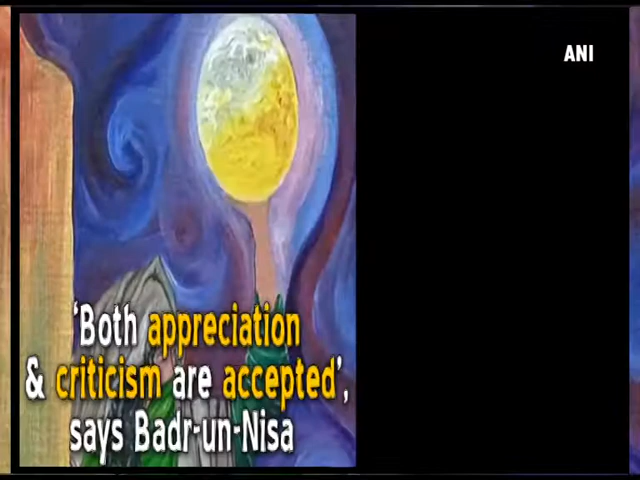 ANI
‘Both appreciation
& criticism are accepted’,
says Badr-un-Nisa